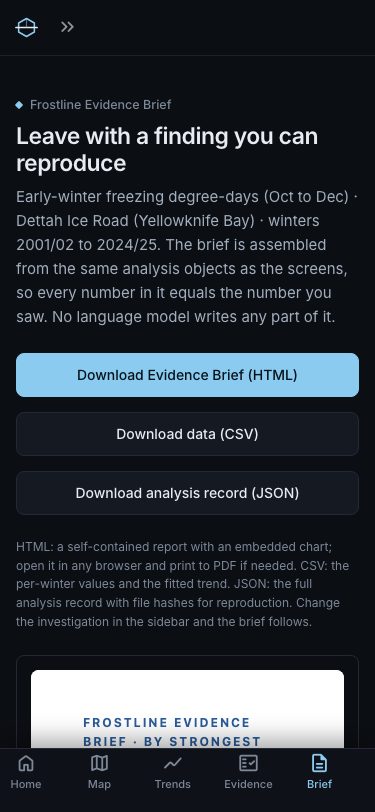 Frostline Evidence Brief
Leave with a finding you can
reproduce
Early-winter freezing degree-days (Oct to Dec) ·
Dettah Ice Road (Yellowknife Bay) · winters
2001/02 to 2024/25. The brief is assembled
from the same analysis objects as the screens,
so every number in it equals the number you
saw. No language model writes any part of it.
Download Evidence Brief (HTML)
Download data (CSV)
Download analysis record (JSON)
HTML: a self-contained report with an embedded chart;
open it in any browser and print to PDF if needed. CSV: the
per-winter values and the fitted trend. JSON: the full
analysis record with file hashes for reproduction. Change
the investigation in the sidebar and the brief follows.
FROSTLINE EVIDENCE
BRIEF · BY STRONGEST
Home Map Trends Evidence Brief